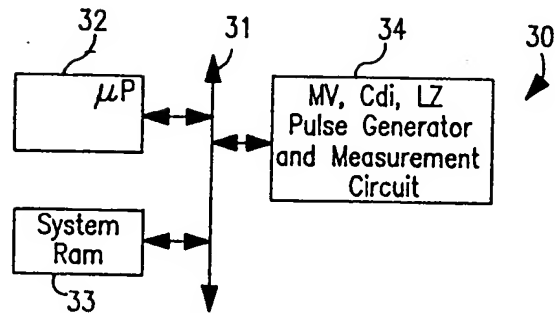 32
31
34
30
μP
MV, Cdi, LZ
Pulse Generator
and Measurement
Circuit
System
Ram
33